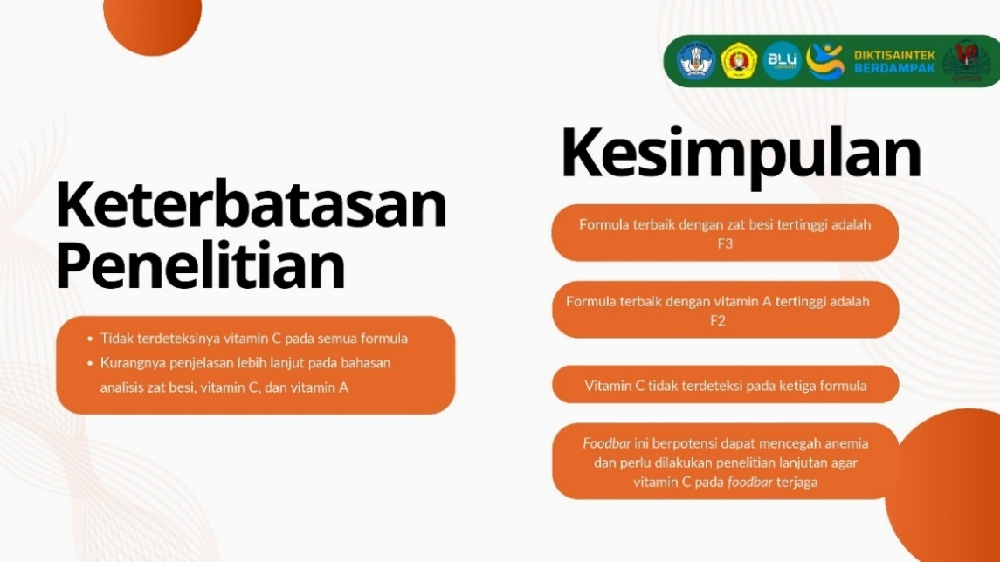 BLU
DIKTISAINTEK
BERDAMPAK
Keterbatasan
Penelitian
• Tidak terdeteksinya vitamin C pada semua formula
• Kurangnya penjelasan lebih lanjut pada bahasan
analisis zat besi, vitamin C, dan vitamin A
Kesimpulan
Formula terbaik dengan zat besi tertinggi adalah
F3
Formula terbaik dengan vitamin A tertinggi adalah
F2
Vitamin C tidak terdeteksi pada ketiga formula
Foodbar ini berpotensi dapat mencegah anemia
dan perlu dilakukan penelitian lanjutan agar
vitamin C pada foodbar terjaga